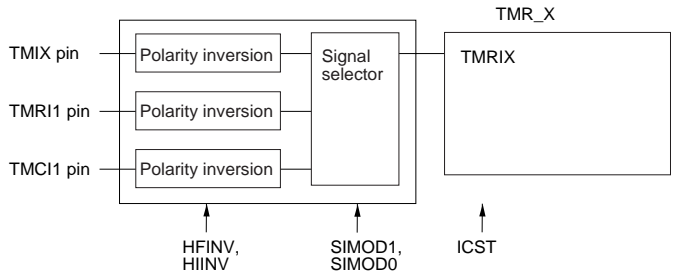 TMR_X
TMIX pin
Polarity inversion
Signal
selector
TMRIX
TMRI1 pin
Polarity inversion
TMCI1 pin
Polarity inversion
HFINV,
HIINV
SIMOD1,
SIMOD0
ICST